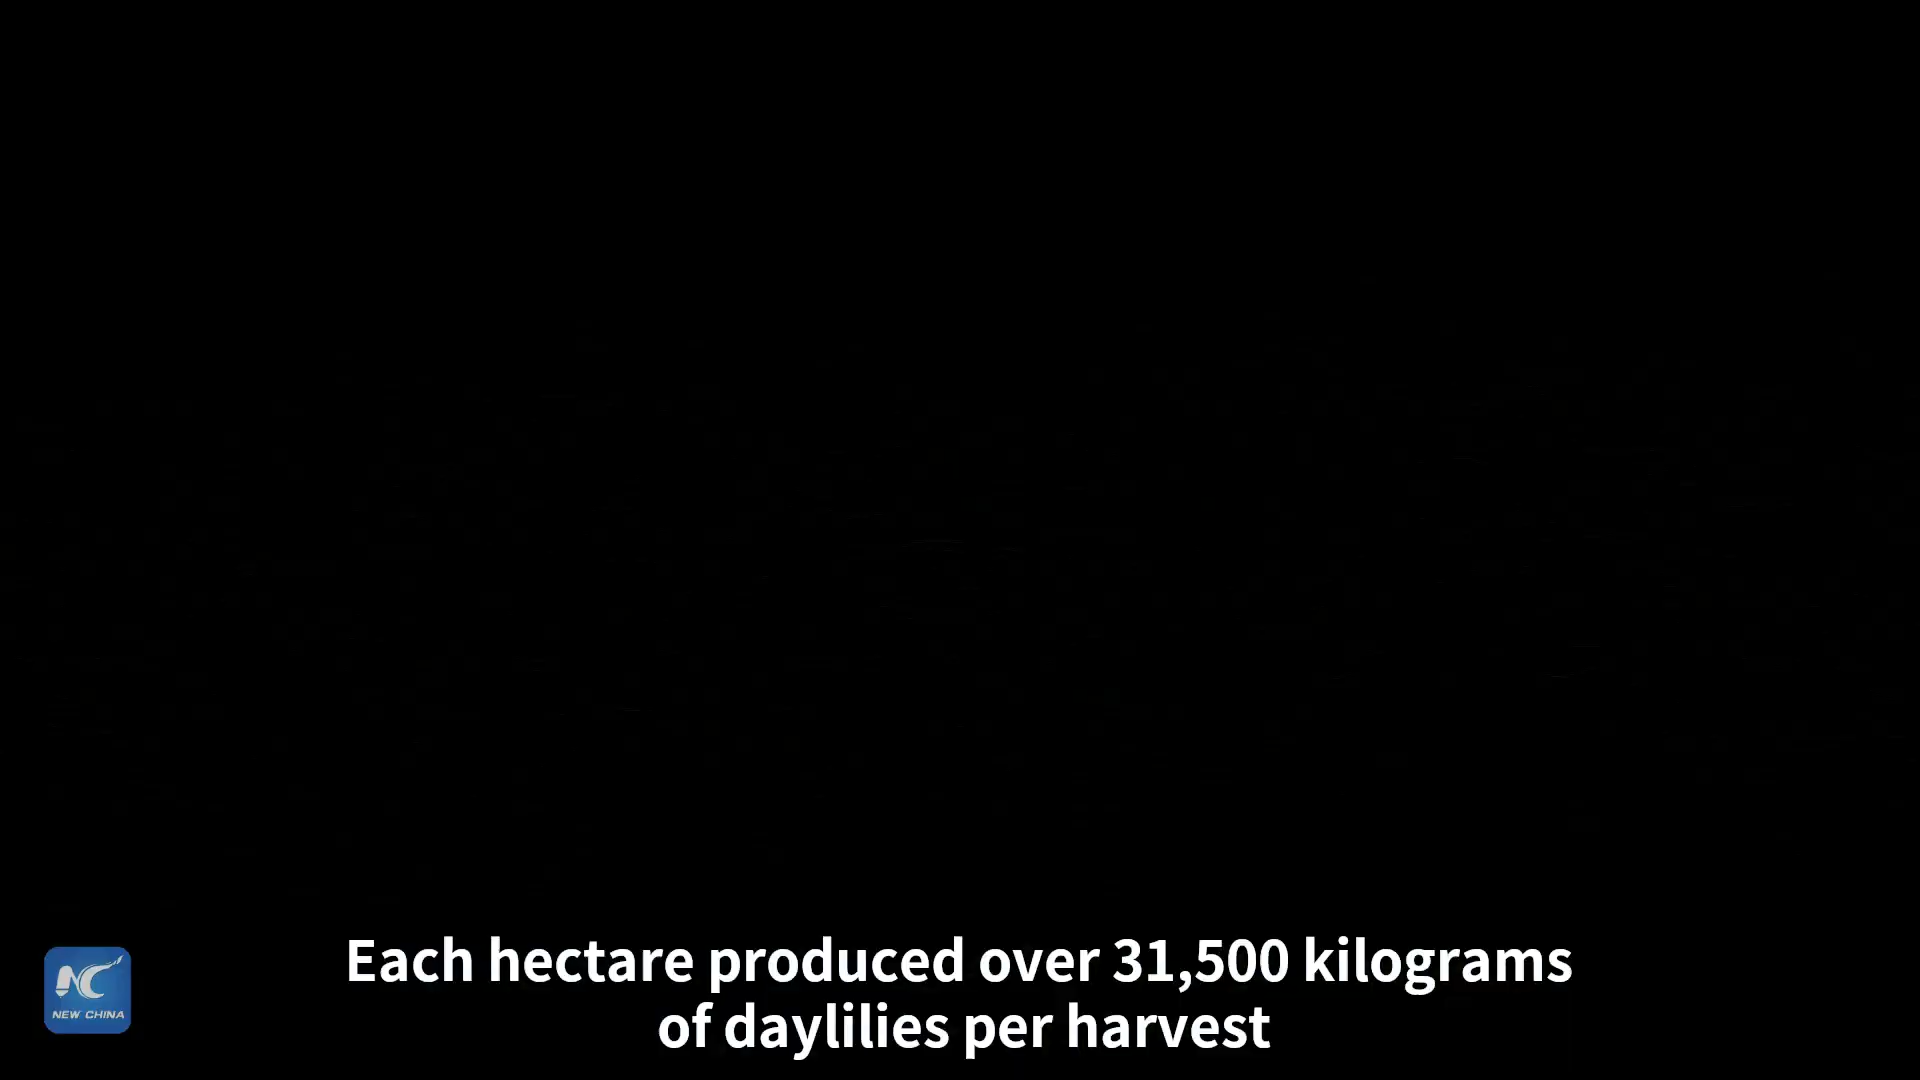 Each hectare produced over 31,500 kilograms
of daylilies per harvest
NEW CHINA